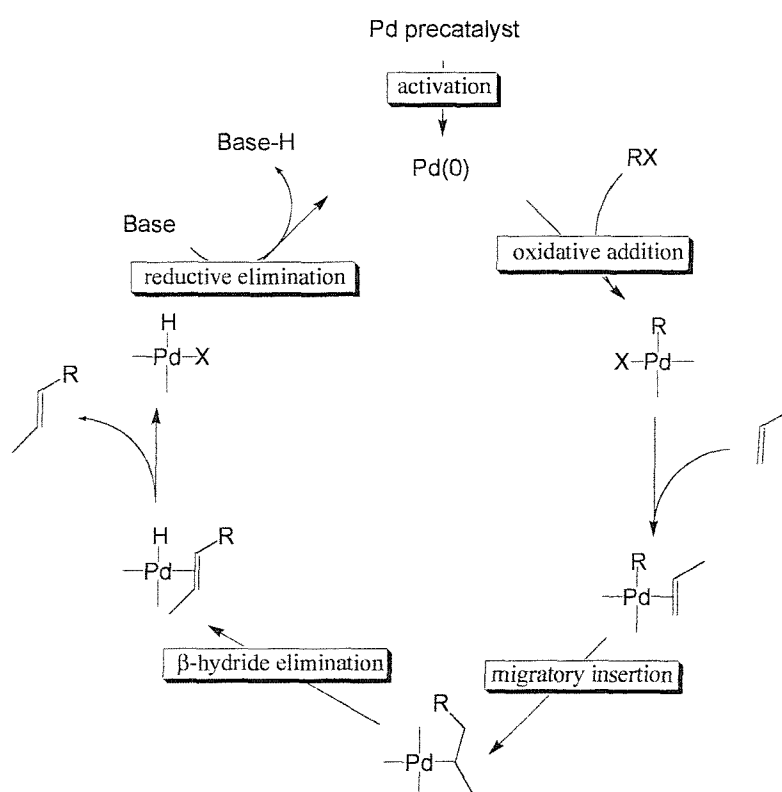 Pd precatalyst
activation
Base-H
Pd(0)
RX
Base
oxidative addition
reductive elimination
H
Pd-X
R
X-Pd
R
H
R
Pd
R
Pd
β-hydride elimination
migratory insertion
R
Pd